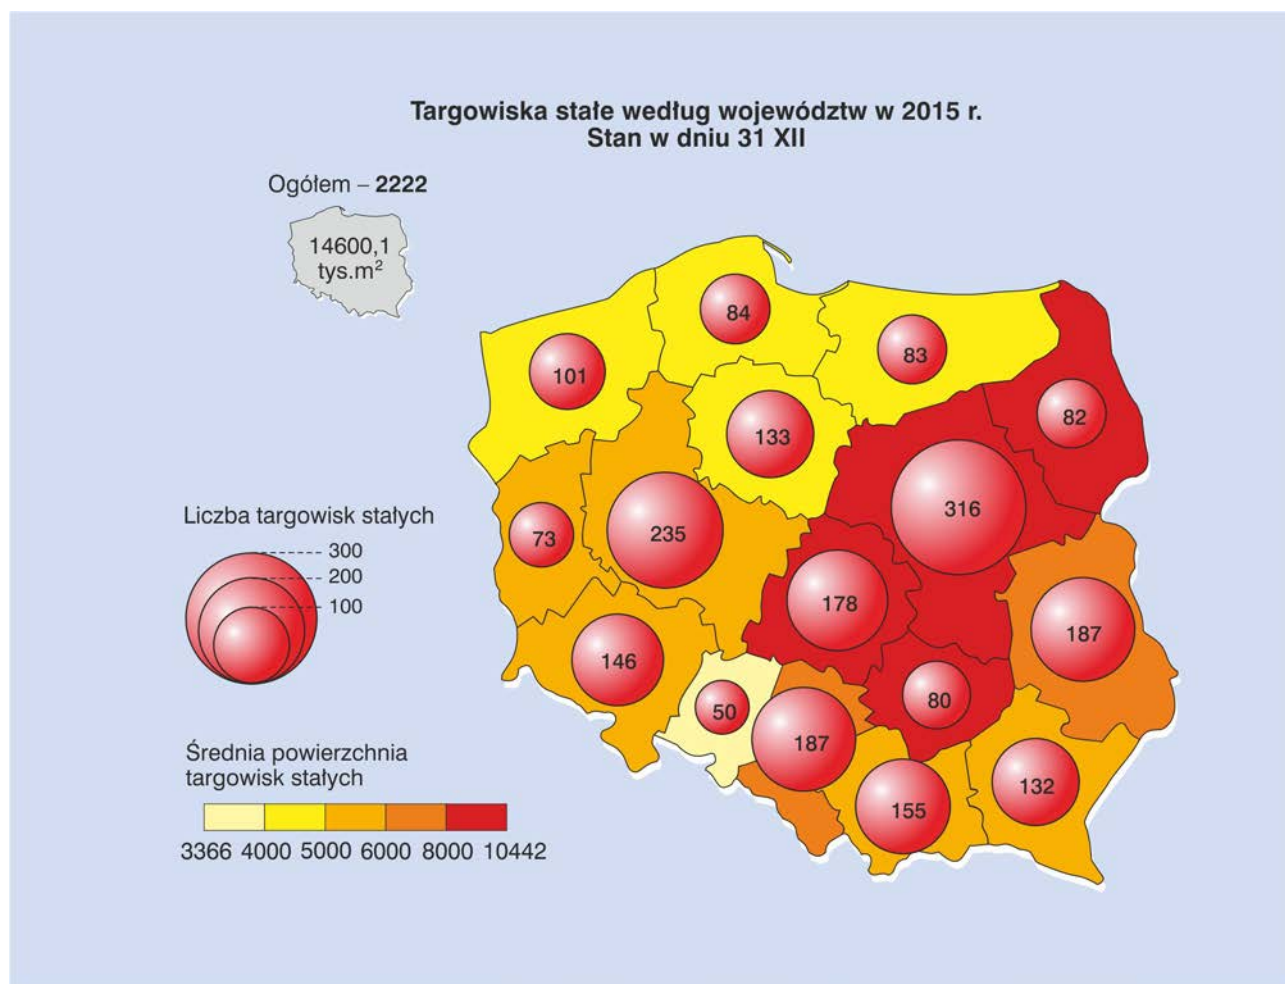 Targowiska stałe według województw w 2015 r.
Stan w dniu 31 XII
Ogółem – 2222
14600,1
tys.m²
84
83
101
82
133
316
73
235
178
187
146
80
50
187
132
155
Liczba targowisk stałych
300
200
100
Średnia powierzchnia
targowisk stałych
3366 4000 5000 6000 8000 10442